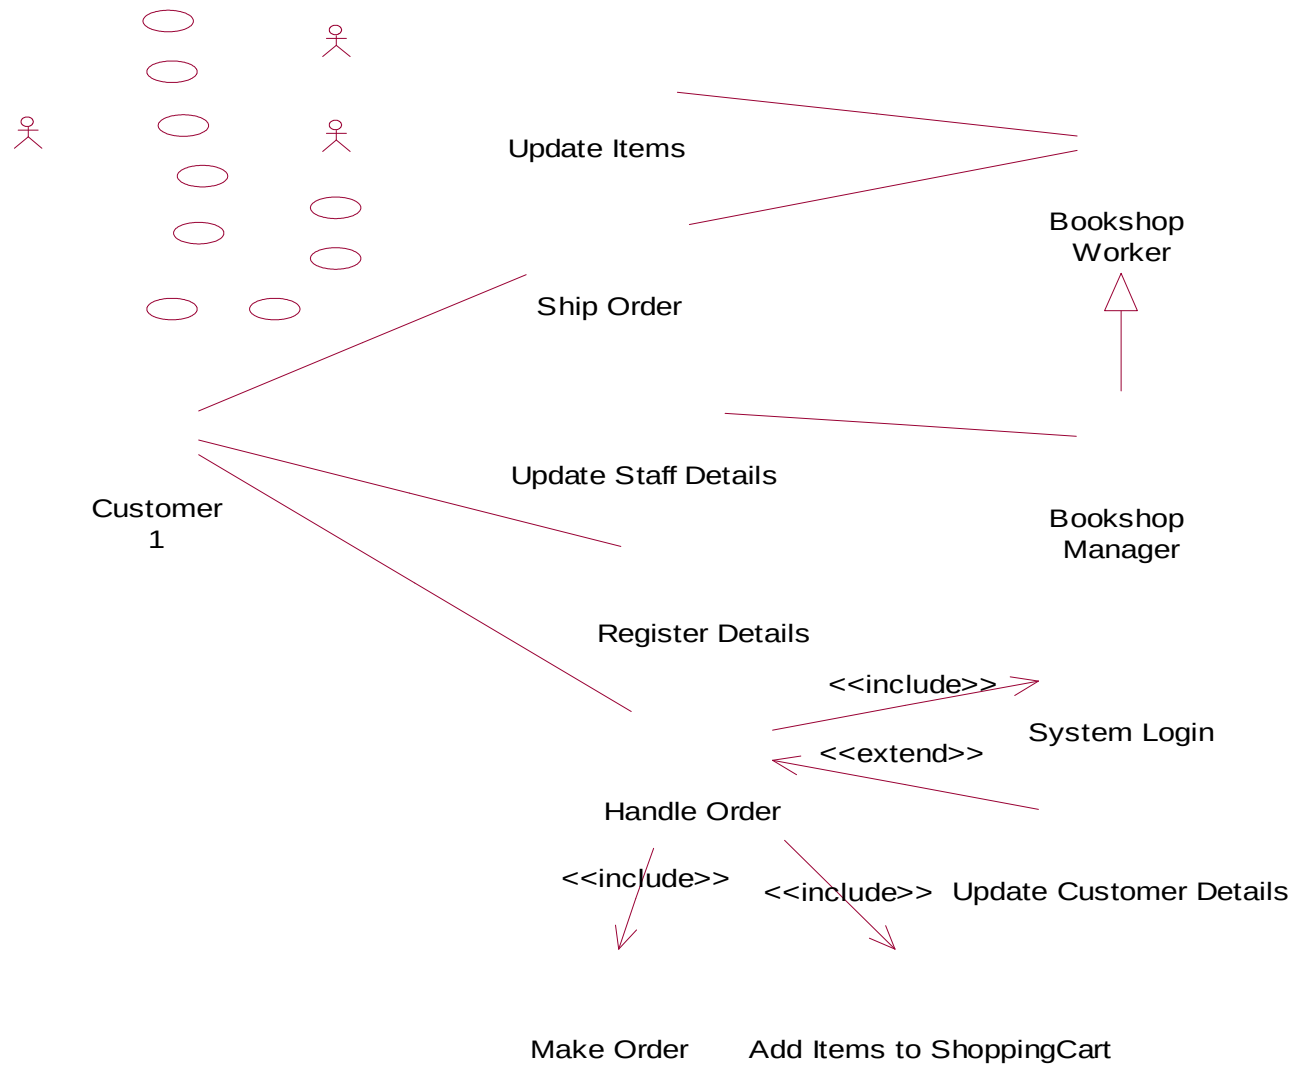 Update Items
Bookshop
Worker
Ship Order
Update Staff Details
Customer
1
Bookshop
Manager
Register Details
<<include>>
System Login
<<extend>>
Handle Order
<<include>>
<<include>>
Update Customer Details
Make Order
Add Items to ShoppingCart